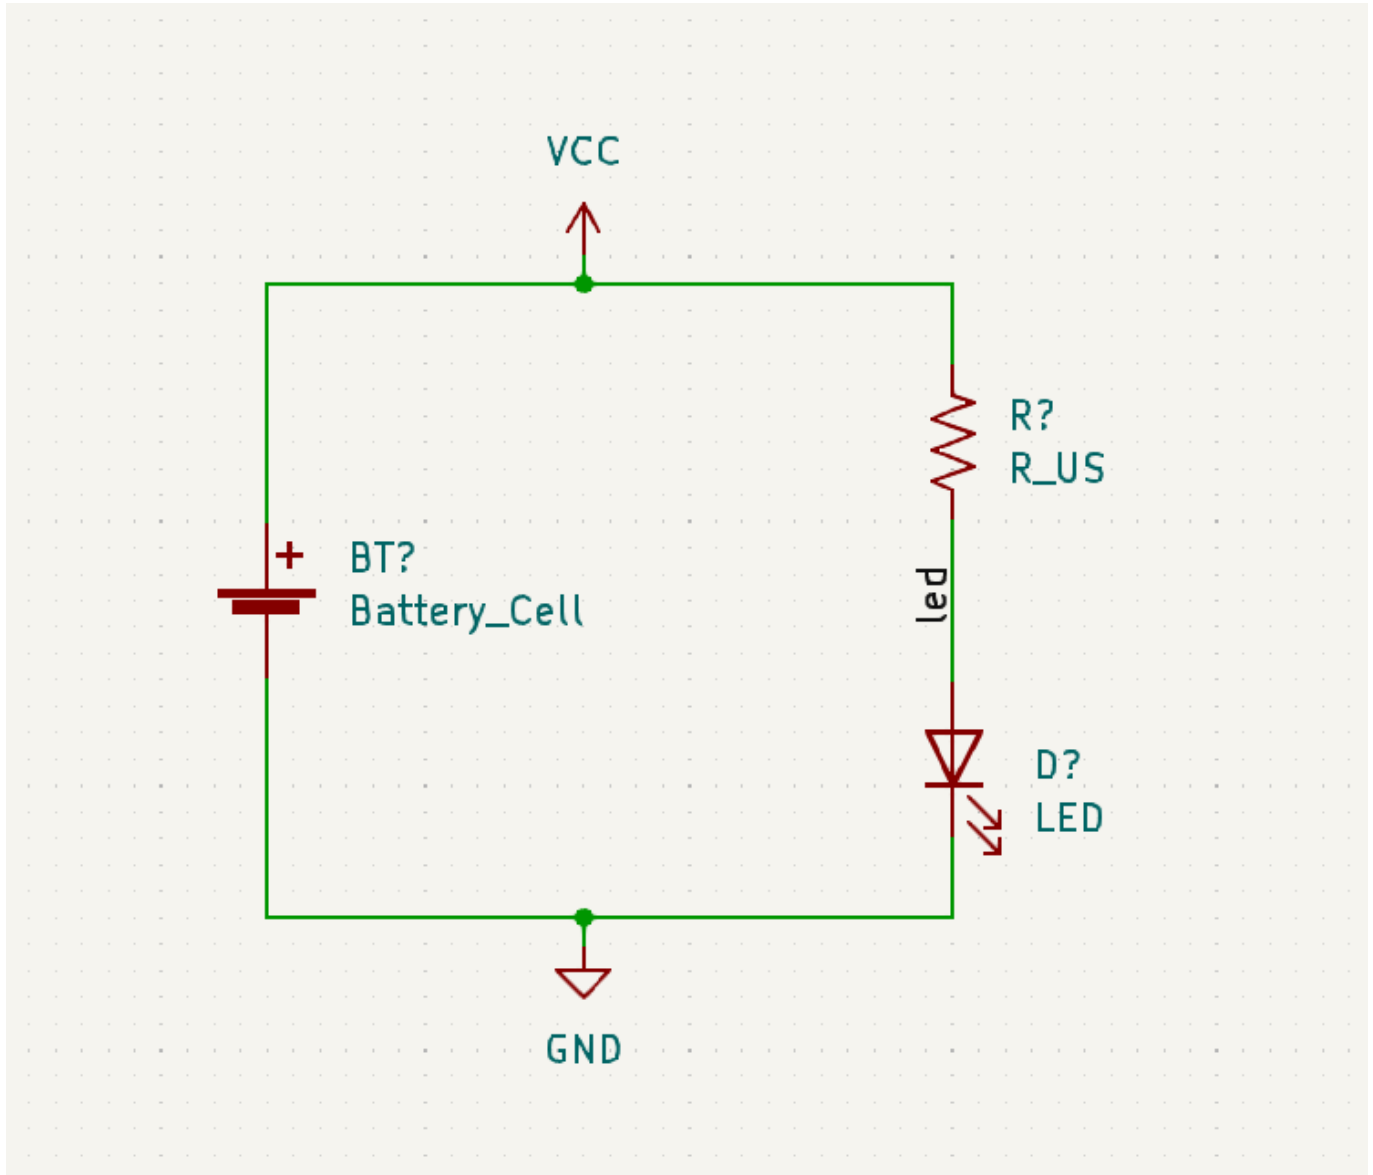 VCC
R?
R_US
BT?
Battery_Cell
led
D?
LED
GND